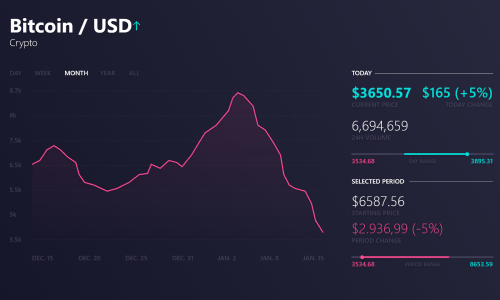 Bitcoin / USD↑
Crypto
DAY WEEK MONTH YEAR ALL
8.7k
8k
7.5k
6.5k
5.5k
5k
3.5k
DEC. 15 DEC. 20 DEC. 25 DEC. 31 JAN. 2 JAN. 8 JAN. 15
TODAY
$3650.57 $165 (+5%)
CURRENT PRICE TODAY CHANGE
6,694,659
24H VOLUME
3534.68 DAY RANGE 3895.31
SELECTED PERIOD
$6587.56
STARTING PRICE
$2.936,99 (-5%)
PERIOD CHANGE
3534.68 PERIOD RANGE 8653.59